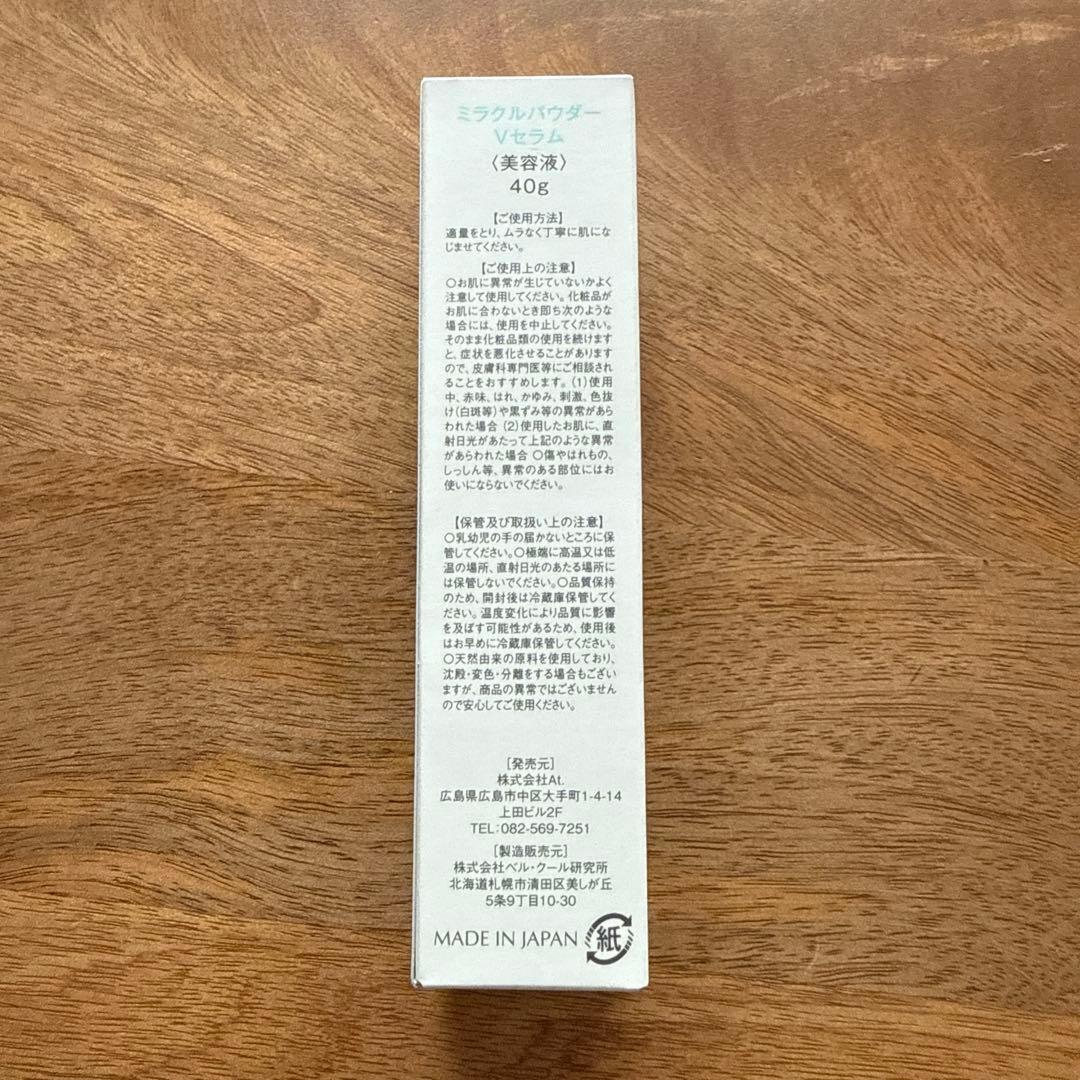 ミラクルパウダー
Vセラム
〈美容液〉
40g
【ご使用方法】
適量をとり、ムラなく丁寧に肌にな
じませてください。
【ご使用上の注意】
○お肌に異常が生じていないかよく
注意して使用してください。化粧品が
お肌に合わないとき即ち次のような
場合には、使用を中止してください。
そのまま化粧品類の使用を続けます
と、症状を悪化させることがあります
ので、皮膚科専門医等にご相談され
ることをおすすめします。(1)使用
中、赤味、はれ、かゆみ、刺激、色抜
け(白斑等)や黒ずみ等の異常があら
われた場合 (2)使用したお肌に、直
射日光があたって上記のような異常
があらわれた場合 ○傷やはれもの、
しっしん等、異常のある部位にはお
使いにならないでください。
【保管及び取扱い上の注意】
○乳幼児の手の届かないところに保
管してください。○極端に高温又は低
温の場所、直射日光のあたる場所に
は保管しないでください。○品質保持
のため、開封後は冷蔵庫保管してく
ださい。温度変化により品質に影響
を及ぼす可能性があるため、使用後
はお早めに冷蔵庫保管してください。
○天然由来の原料を使用しており、
沈殿・変色・分離をする場合もござい
ますが、商品の異常ではございません
ので安心してご使用ください。
［発売元］
株式会社At.
広島県広島市中区大手町1-4-14
上田ビル2F
TEL:082-569-7251
［製造販売元］
株式会社ベル・クール研究所
北海道札幌市清田区美しが丘
5条9丁目10-30
MADE IN JAPAN 紙